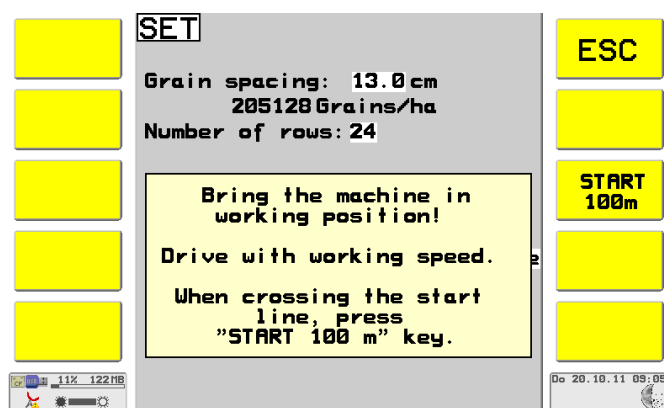 SET
ESC
Grain spacing: 13.0 cm
205128 Grains/ha
Number of rows: 24
START
100m
Bring the machine in
working position!
Drive with working speed.
When crossing the start
line, press
”START 100 m” key.
11% 122MB
Do 20.10.11 09:05